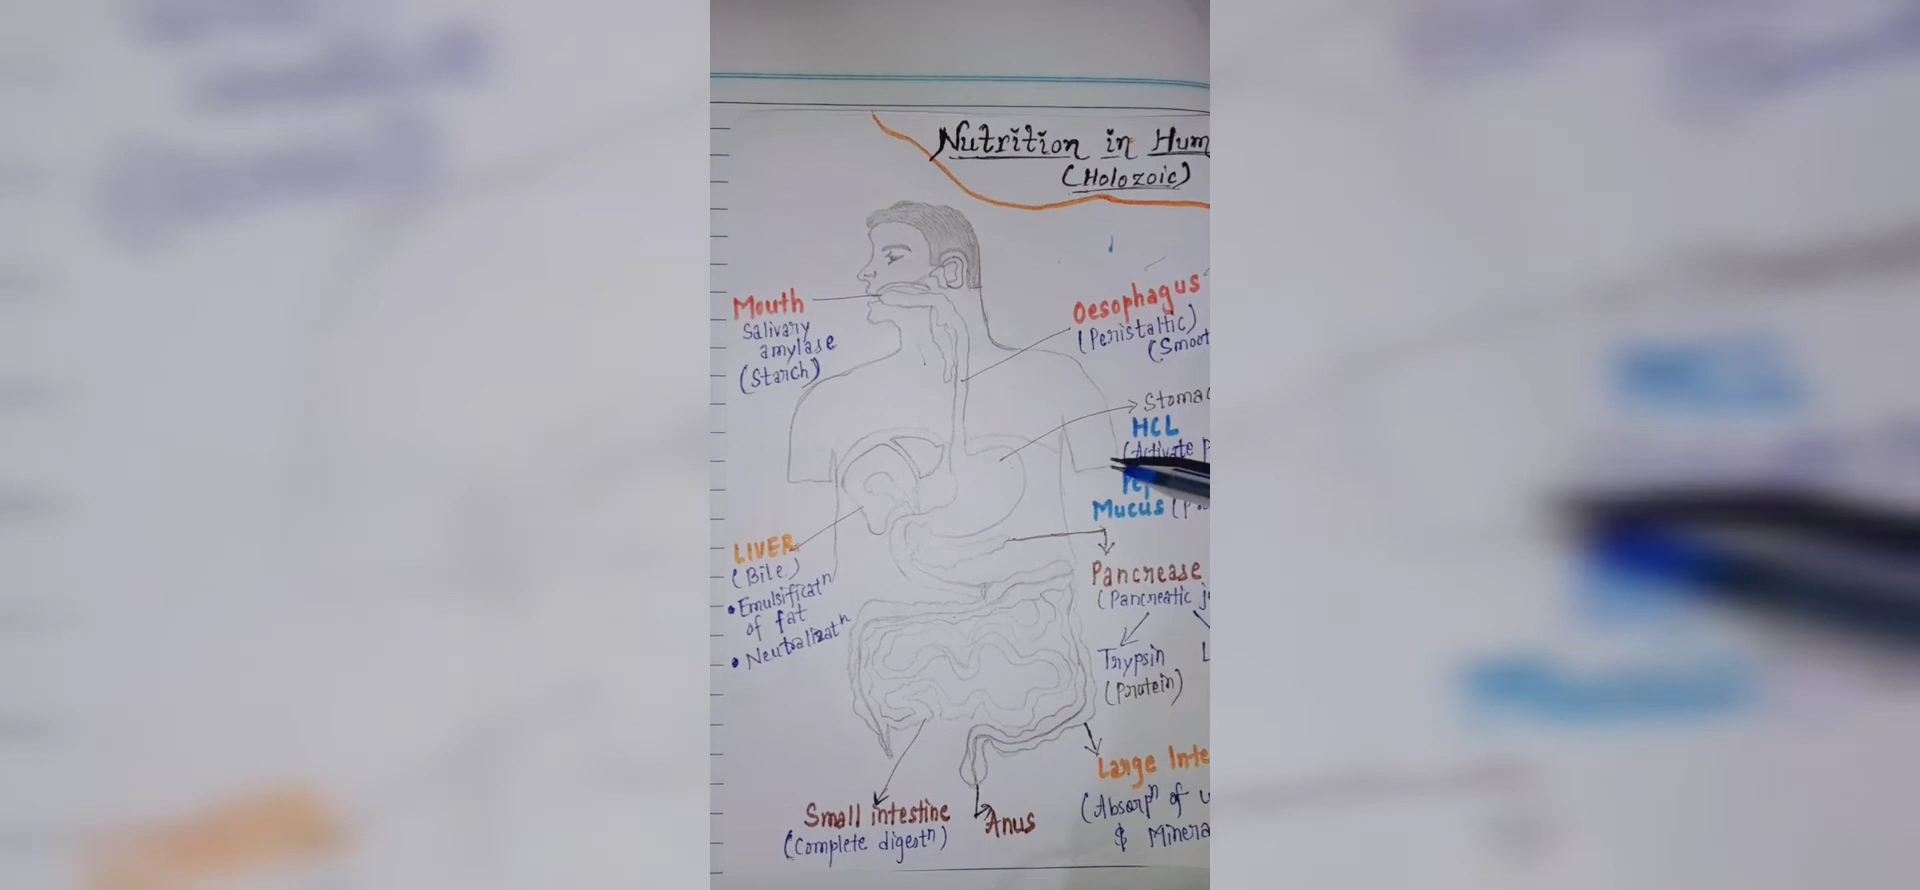 Nutrition in Hum
(Holozoic)
Mouth
Salivary
amylase
(Starch)
Oesophagus
(Peristaltic)
(Smoot
Stomac
HCL
(Activate P
Mucus (P
LIVER
(Bile)
• Emulsificatn
of fat
• Neutralizatn
Pancrease
(Pancreatic j
Trypsin
(Protein)
L
Large Inte
(Absorpn of
& Minera
Small intestine
(Complete digestn)
Anus